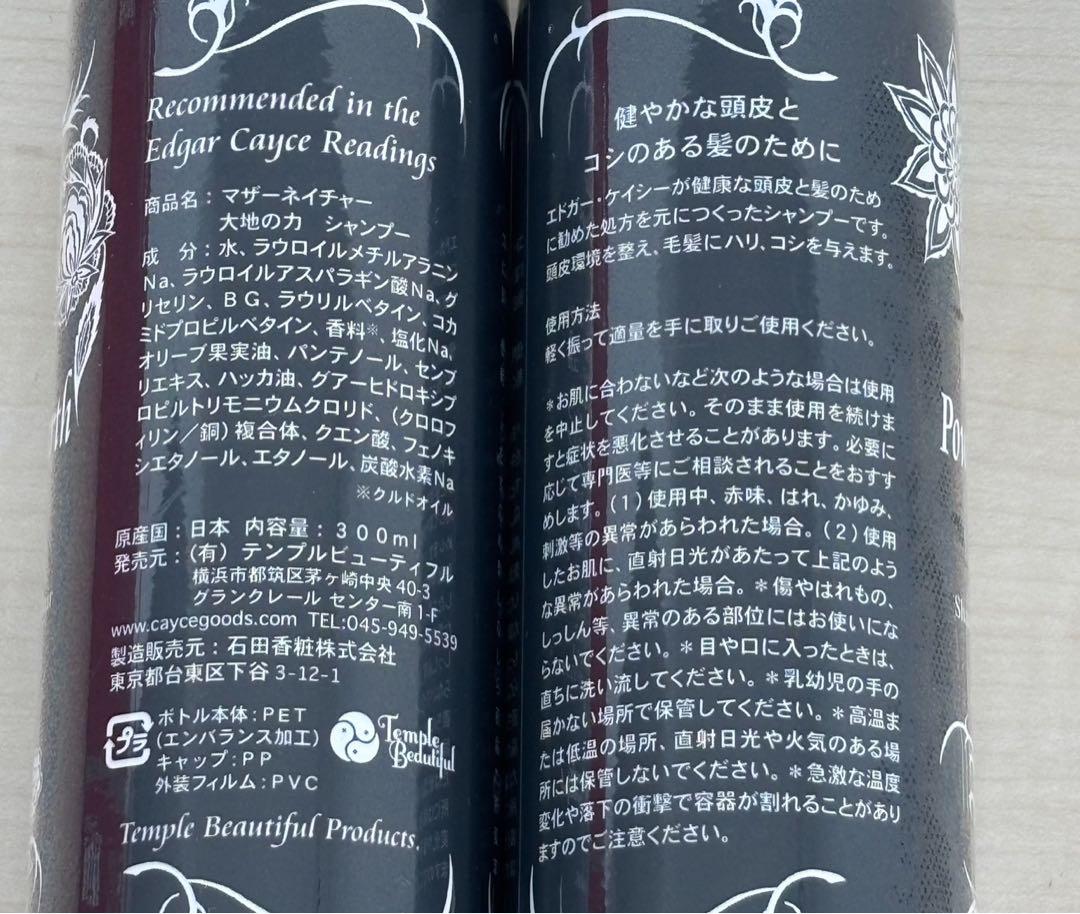 Recommended in the
Edgar Cayce Readings
商品名：マザーネイチャー
大地の力　シャンプー
成　分：水、ラウロイルメチルアラニン
Na、ラウロイルアスパラギン酸Na、グ
リセリン、ＢＧ、ラウリルベタイン、コカ
ミドプロピルベタイン、香料※、塩化Na、
オリーブ果実油、パンテノール、センブ
リエキス、ハッカ油、グアーヒドロキシプ
ロピルトリモニウムクロリド、（クロロフ
ィリン／銅）複合体、クエン酸、フェノキ
シエタノール、エタノール、炭酸水素Na
※クルドオイル
原産国：日本　内容量：３００ml
発売元：（有）テンプルビューティフル
横浜市都筑区茅ヶ崎中央 40-3
グランクレール センター南 1-F
www.caycegoods.com TEL:045-949-5539
製造販売元：石田香粧株式会社
東京都台東区下谷 3-12-1
プラ
ボトル本体：PET
(エンバランス加工)
キャップ：PP
外装フィルム：PVC
Temple
Beautiful
Temple Beautiful Products.
健やかな頭皮と
コシのある髪のために
エドガー・ケイシーが健康な頭皮と髪のため
に勧めた処方を元につくったシャンプーです。
頭皮環境を整え、毛髪にハリ、コシを与えます。
使用方法
軽く振って適量を手に取りご使用ください。
＊お肌に合わないなど次のような場合は使用
を中止してください。そのまま使用を続けま
すと症状を悪化させることがあります。必要に
応じて専門医等にご相談されることをおすす
めします。（1）使用中、赤味、はれ、かゆみ、
刺激等の異常があらわれた場合。（2）使用
したお肌に、直射日光があたって上記のよう
な異常があらわれた場合。＊傷やはれもの、
しっしん等、異常のある部位にはお使いにな
らないでください。＊目や口に入ったときは、
直ちに洗い流してください。＊乳幼児の手の
届かない場所で保管してください。＊高温ま
たは低温の場所、直射日光や火気のある場
所には保管しないでください。＊急激な温度
変化や落下の衝撃で容器が割れることがあり
ますのでご注意ください。